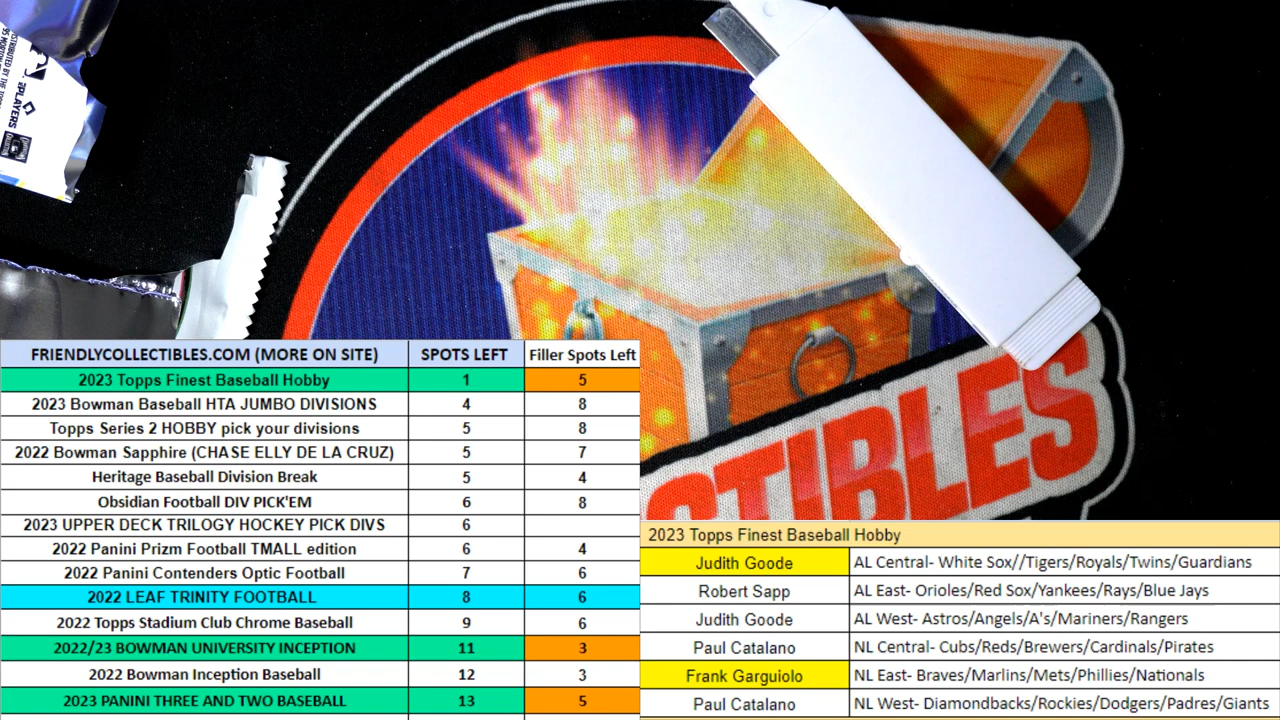 95 MORTON
DISTRIBUTED BY THE TOPPS
PLAYERS
CTIBLES
FRIENDLYCOLLECTIBLES.COM (MORE ON SITE) SPOTS LEFT Filler Spots Left
2023 Topps Finest Baseball Hobby 1 5
2023 Bowman Baseball HTA JUMBO DIVISIONS 4 8
Topps Series 2 HOBBY pick your divisions 5 8
2022 Bowman Sapphire (CHASE ELLY DE LA CRUZ) 5 7
Heritage Baseball Division Break 5 4
Obsidian Football DIV PICK'EM 6 8
2023 UPPER DECK TRILOGY HOCKEY PICK DIVS 6
2022 Panini Prizm Football TMALL edition 6 4
2022 Panini Contenders Optic Football 7 6
2022 LEAF TRINITY FOOTBALL 8 6
2022 Topps Stadium Club Chrome Baseball 9 6
2022/23 BOWMAN UNIVERSITY INCEPTION 11 3
2022 Bowman Inception Baseball 12 3
2023 PANINI THREE AND TWO BASEBALL 13 5
2023 Topps Finest Baseball Hobby
Judith Goode AL Central- White Sox//Tigers/Royals/Twins/Guardians
Robert Sapp AL East- Orioles/Red Sox/Yankees/Rays/Blue Jays
Judith Goode AL West- Astros/Angels/A's/Mariners/Rangers
Paul Catalano NL Central- Cubs/Reds/Brewers/Cardinals/Pirates
Frank Garguiolo NL East- Braves/Marlins/Mets/Phillies/Nationals
Paul Catalano NL West- Diamondbacks/Rockies/Dodgers/Padres/Giants